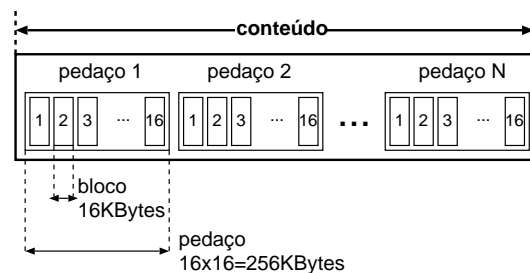 conteúdo
pedaço 1 pedaço 2 pedaço N
1 2 3 ... 16 1 2 3 ... 16 ... 1 2 3 ... 16
bloco
16KBytes
pedaço
16x16=256KBytes